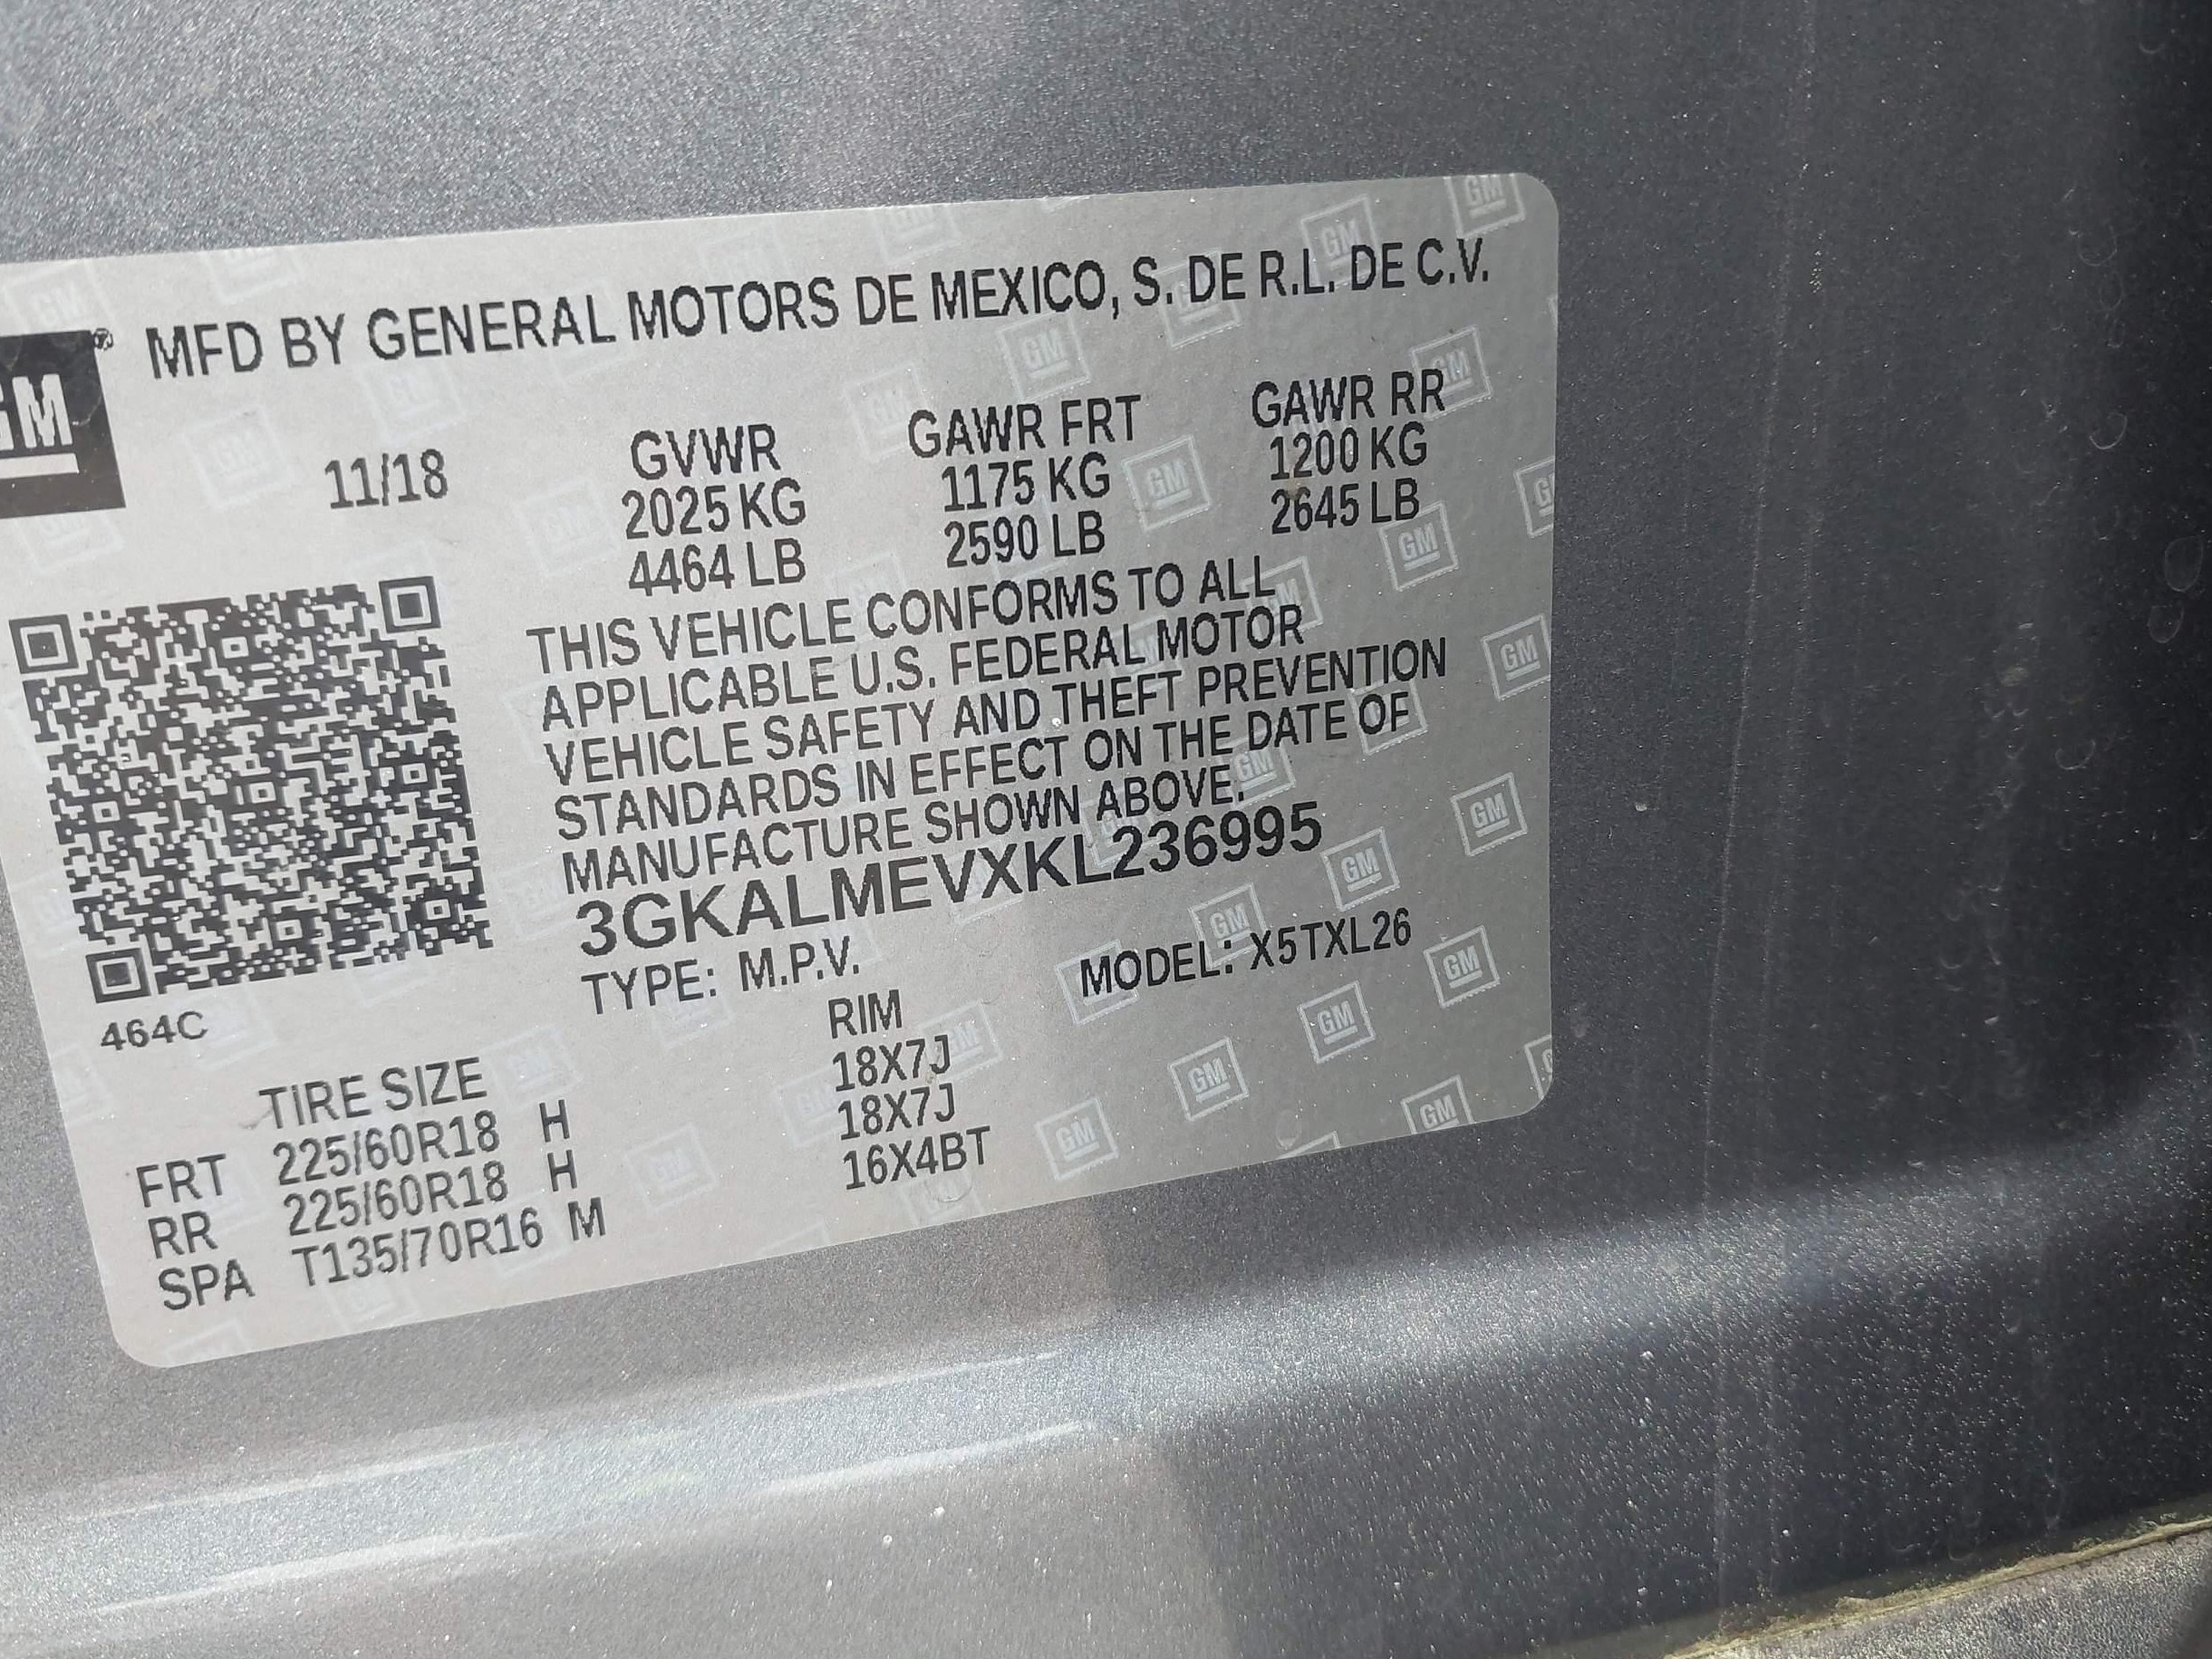 GM
MFD BY GENERAL MOTORS DE MEXICO, S. DE R.L. DE C.V.
11/18
GVWR GAWR FRT GAWR RR
2025 KG 1175 KG 1200 KG
4464 LB 2590 LB 2645 LB
THIS VEHICLE CONFORMS TO ALL
APPLICABLE U.S. FEDERAL MOTOR
VEHICLE SAFETY AND THEFT PREVENTION
STANDARDS IN EFFECT ON THE DATE OF
MANUFACTURE SHOWN ABOVE.
3GKALMEVXKL236995
TYPE: M.P.V. MODEL: X5TXL26
464C
TIRE SIZE RIM
FRT 225/60R18 H 18X7J
RR 225/60R18 H 18X7J
SPA T135/70R16 M 16X4BT